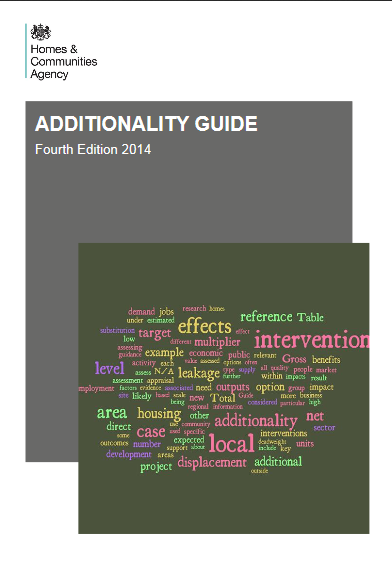 Homes &
Communities
Agency
ADDITIONALITY GUIDE
Fourth Edition 2014
research homes
demand jobs
under estimated
effects
reference Table
substitution target
effect
low
different multiplier
intervention
assessing
guidance example economic public relevant Gross benefits
activity each value assessed options often
level assess N/A leakage type supply all quality people market
further within impacts result
employment assessment appraisal
factors evidence associated need outputs option group impact
site likely based scale new Total Guide more business
being considered particular high
regional information
area housing other additionality net
direct use community
case used specific interventions sector
some expected deadweight
outcomes number support about local include key units
development areas
project displacement additional
outside